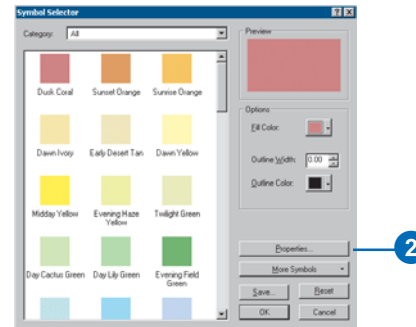 Symbol Selector
Category: All
Dusk Coral
Sunset Orange
Sunrise Orange
Dawn Ivory
Early Desert Tan
Dawn Yellow
Midday Yellow
Evening Haze
Yellow
Twilight Green
Day Cactus Green
Day Lily Green
Evening Field
Green
Preview
Options
Fill Color:
Outline Width: 0.00
Outline Color:
Properties...
2
More Symbols
Save...
Reset
OK
Cancel